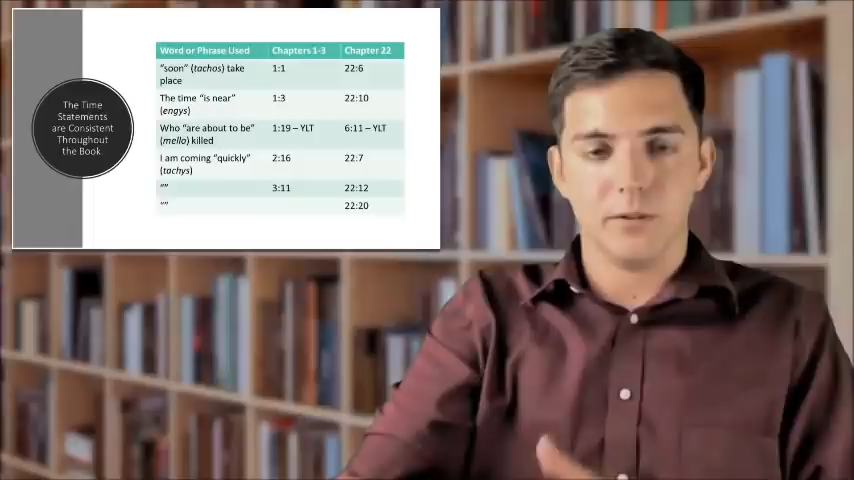 The Time
Statements
are Consistent
Throughout
the Book.
Word or Phrase Used Chapters 1-3 Chapter 22
"soon" (tachos) take 1:1 22:6
place
The time "is near" 1:3 22:10
(engys)
Who "are about to be" 1:19 – YLT 6:11 – YLT
(mello) killed
I am coming "quickly" 2:16 22:7
(tachys)
"" 3:11 22:12
"" 22:20